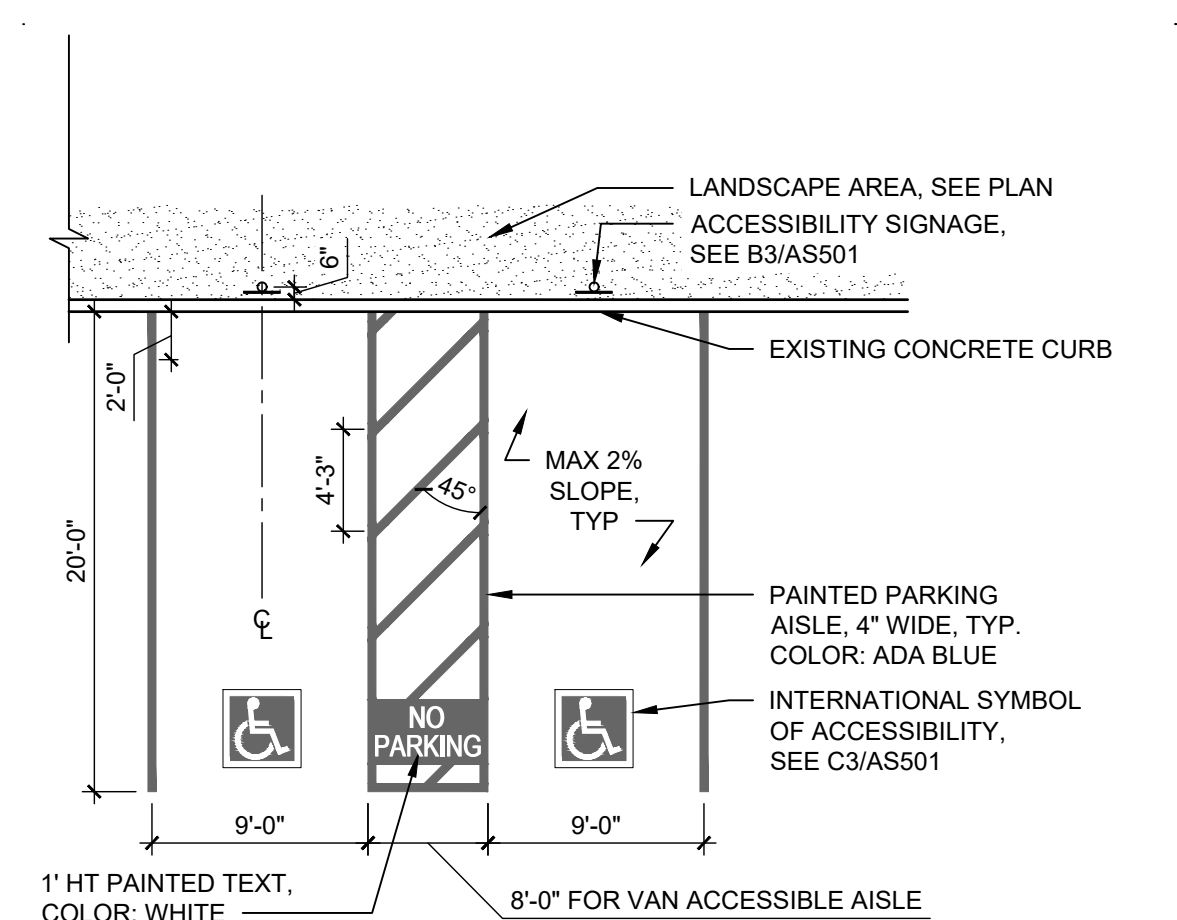 LANDSCAPE AREA, SEE PLAN
ACCESSIBILITY SIGNAGE,
SEE B3/AS501
6"
EXISTING CONCRETE CURB
2'-0"
MAX 2%
SLOPE,
TYP
4'-3"
45°
20'-0"
℄
PAINTED PARKING
AISLE, 4" WIDE, TYP.
COLOR: ADA BLUE
INTERNATIONAL SYMBOL
OF ACCESSIBILITY,
SEE C3/AS501
NO
PARKING
9'-0"
9'-0"
1' HT PAINTED TEXT,
COLOR: WHITE
8'-0" FOR VAN ACCESSIBLE AISLE